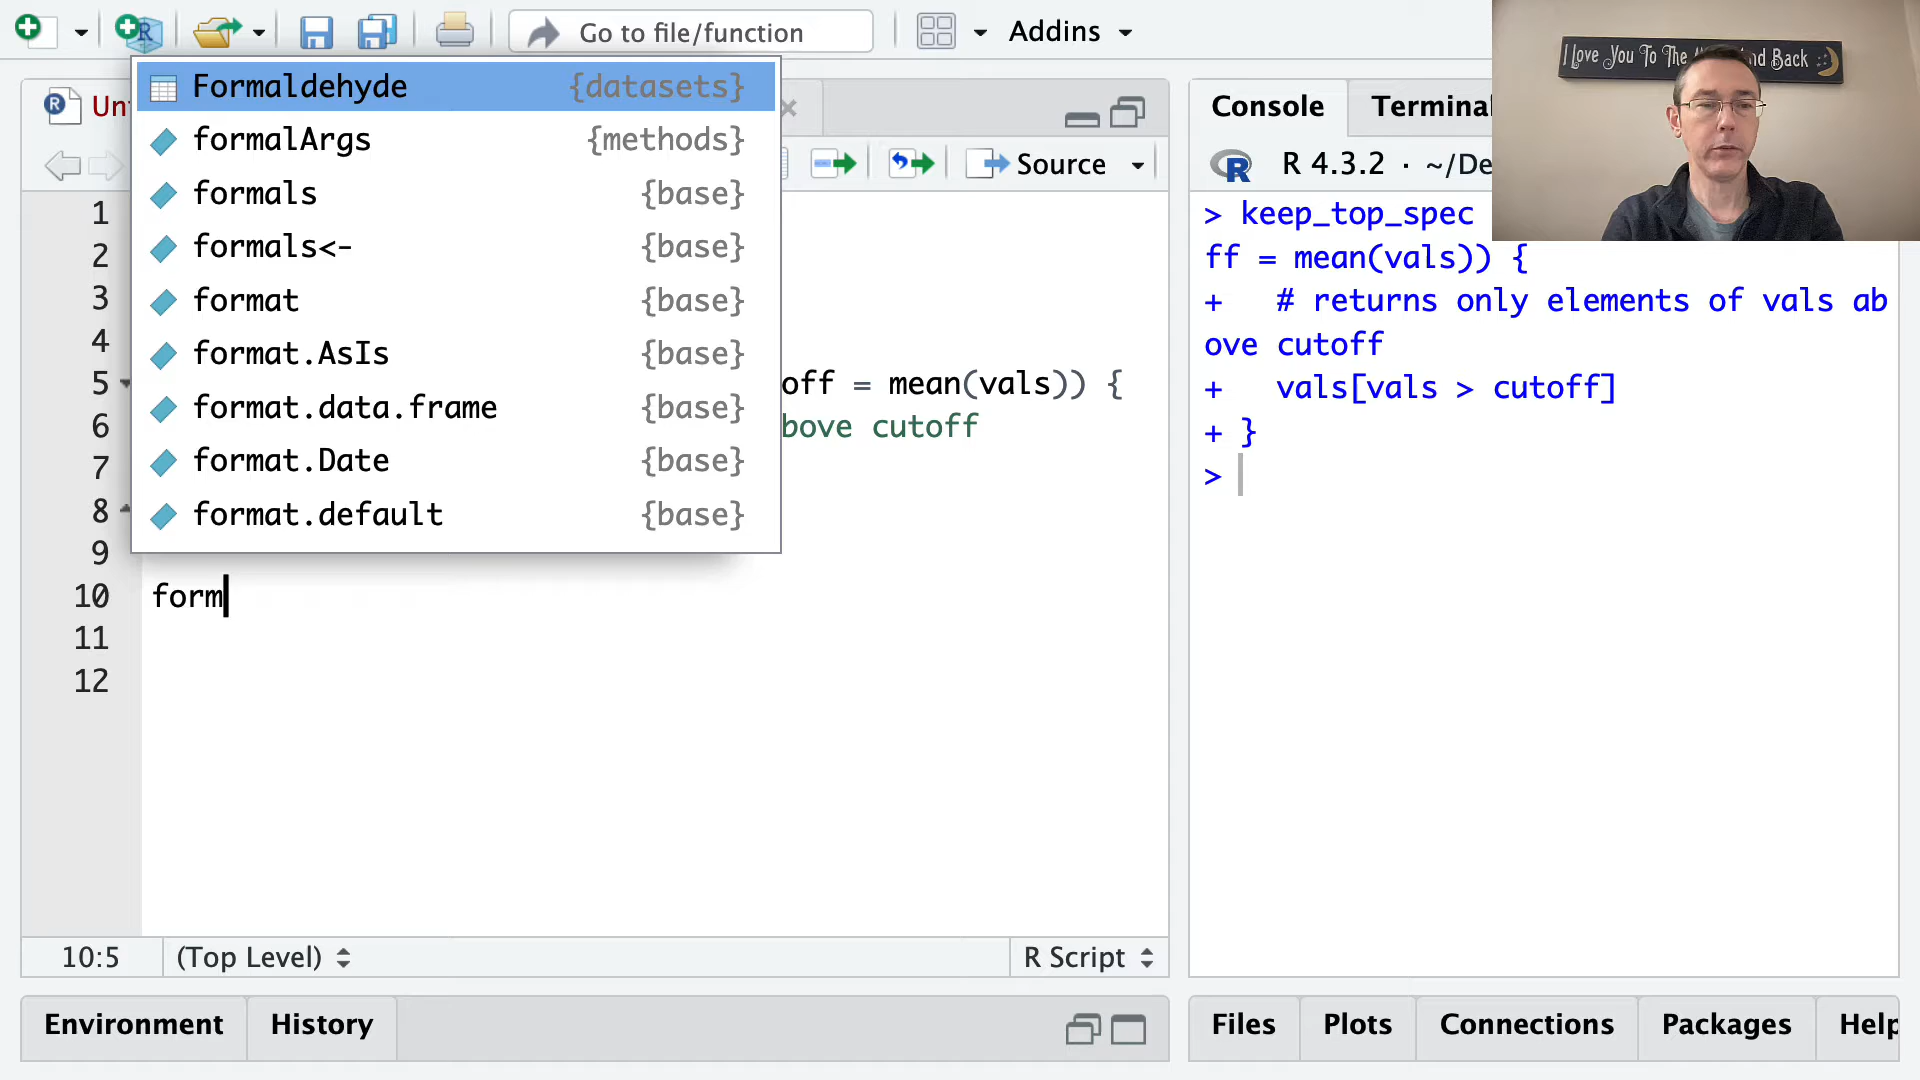 Go to file/function
Addins
I Love You To The
nd Back
Formaldehyde {datasets}
formalArgs {methods}
formals {base}
formals<- {base}
format {base}
format.AsIs {base}
format.data.frame {base}
format.Date {base}
format.default {base}
R
Unt
Source
1
2
3
4
5
off = mean(vals)) {
6
bove cutoff
7
8
9
10
form
11
12
10:5
(Top Level)
R Script
Environment
History
Console
Terminal
R 4.3.2 · ~/De
> keep_top_spec
ff = mean(vals)) {
+   # returns only elements of vals ab
ove cutoff
+   vals[vals > cutoff]
+ }
>
Files
Plots
Connections
Packages
Help